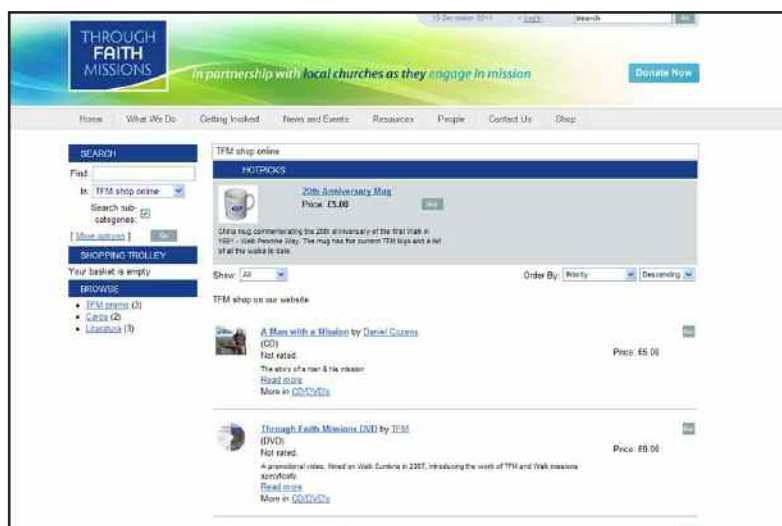 THROUGH
FAITH
MISSIONS
Login
Search
Go
in partnership with local churches as they engage in mission
Donate Now
Home What We Do Getting Involved News and Events Resources People Contact Us Shop
SEARCH
Find:
In: TFM shop online
Search sub-
categories:
[ More options ] Go
SHOPPING TROLLEY
Your basket is empty
BROWSE
TFM promo (3)
Cards (2)
Literature (3)
TFM shop online
HOTPICKS
20th Anniversary Mug
Price: £5.00
China mug commemorating the 20th anniversary of the first Walk in
- Walk Pennine Way. The mug has the current TFM logo and a list
of all the walks to date.
Show: All Order By: Priority Descending
TFM shop on our website
A Man with a Mission by Daniel Cozens
(CD)
Not rated.
Price: £5.00
The story of a man & his mission
Read more
More in CD/DVD's
Through Faith Missions DVD by TFM
(DVD)
Not rated.
Price:
A promotional video, filmed on Walk Cumbria in 2007, introducing the work of TFM and Walk missions
specifically.
Read more
More in CD/DVD's